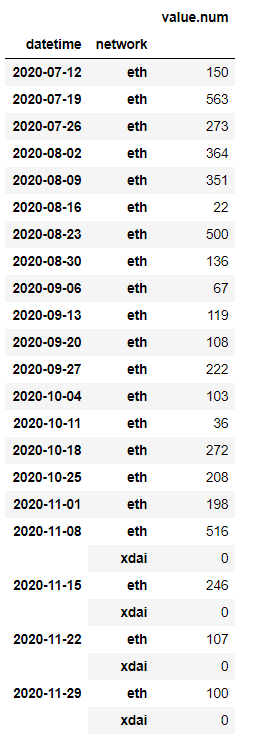 value.num
datetime network
2020-07-12 eth 150
2020-07-19 eth 563
2020-07-26 eth 273
2020-08-02 eth 364
2020-08-09 eth 351
2020-08-16 eth 22
2020-08-23 eth 500
2020-08-30 eth 136
2020-09-06 eth 67
2020-09-13 eth 119
2020-09-20 eth 108
2020-09-27 eth 222
2020-10-04 eth 103
2020-10-11 eth 36
2020-10-18 eth 272
2020-10-25 eth 208
2020-11-01 eth 198
2020-11-08 eth 516
xdai 0
2020-11-15 eth 246
xdai 0
2020-11-22 eth 107
xdai 0
2020-11-29 eth 100
xdai 0